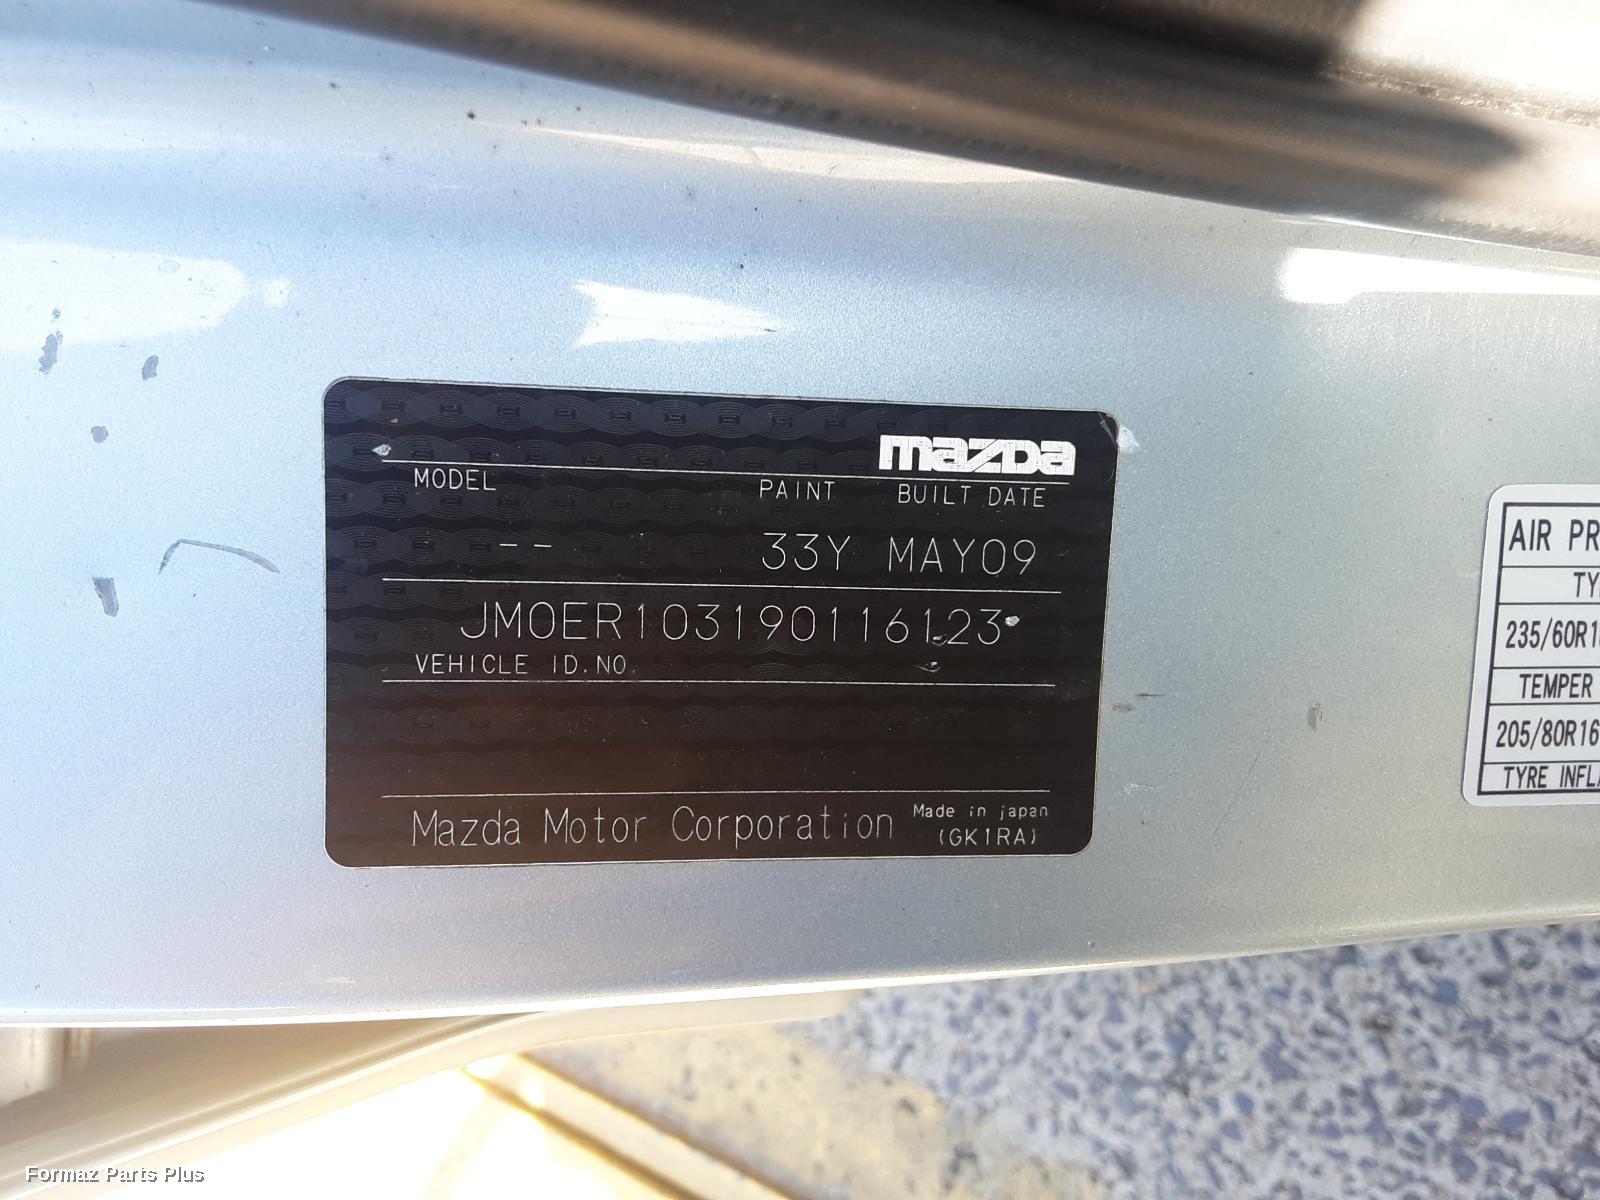 mazda
MODEL PAINT BUILT DATE
-- 33Y MAY09
JM0ER103190116123
VEHICLE ID.NO.
Mazda Motor Corporation
Made in japan
(GK1RA)
AIR PR
TY
235/60R1
TEMPER
205/80R16
TYRE INFL
Formaz Parts Plus